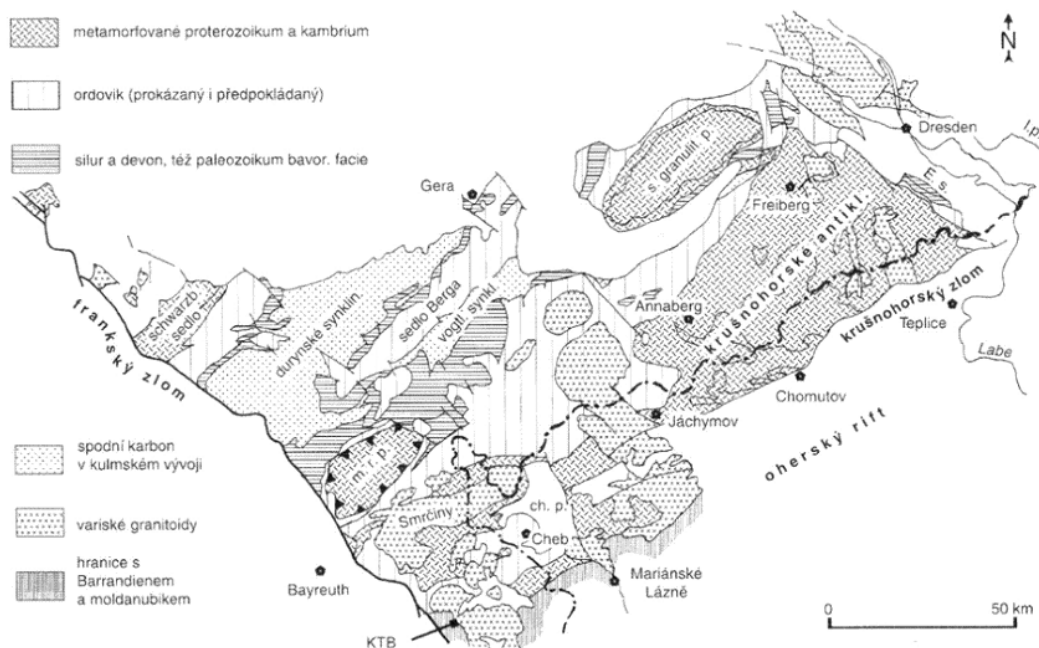 metamorfované proterozoikum a kambrium
ordovik (prokázaný i předpokládaný)
silur a devon, též paleozoikum bavor. facie
N
Dresden
l.p.
Gera
s. granulit. p.
Freiberg
E. s.
schwarzb.
sedlo
franský zlom
durynské synklin.
sedlo Berga
vogtl. synkl.
Annaberg
krušnohorské antikl.
krušnohorský zlom
Teplice
Labe
Chomutov
Jáchymov
oherský rift
spodní karbon
v kulmském vývoji
m. r. p.
Smrčiny
ch. p.
Cheb
variské granitoidy
hranice s
Barrandienem
a moldanubikem
Bayreuth
Mariánské
Lázně
KTB
0
50 km